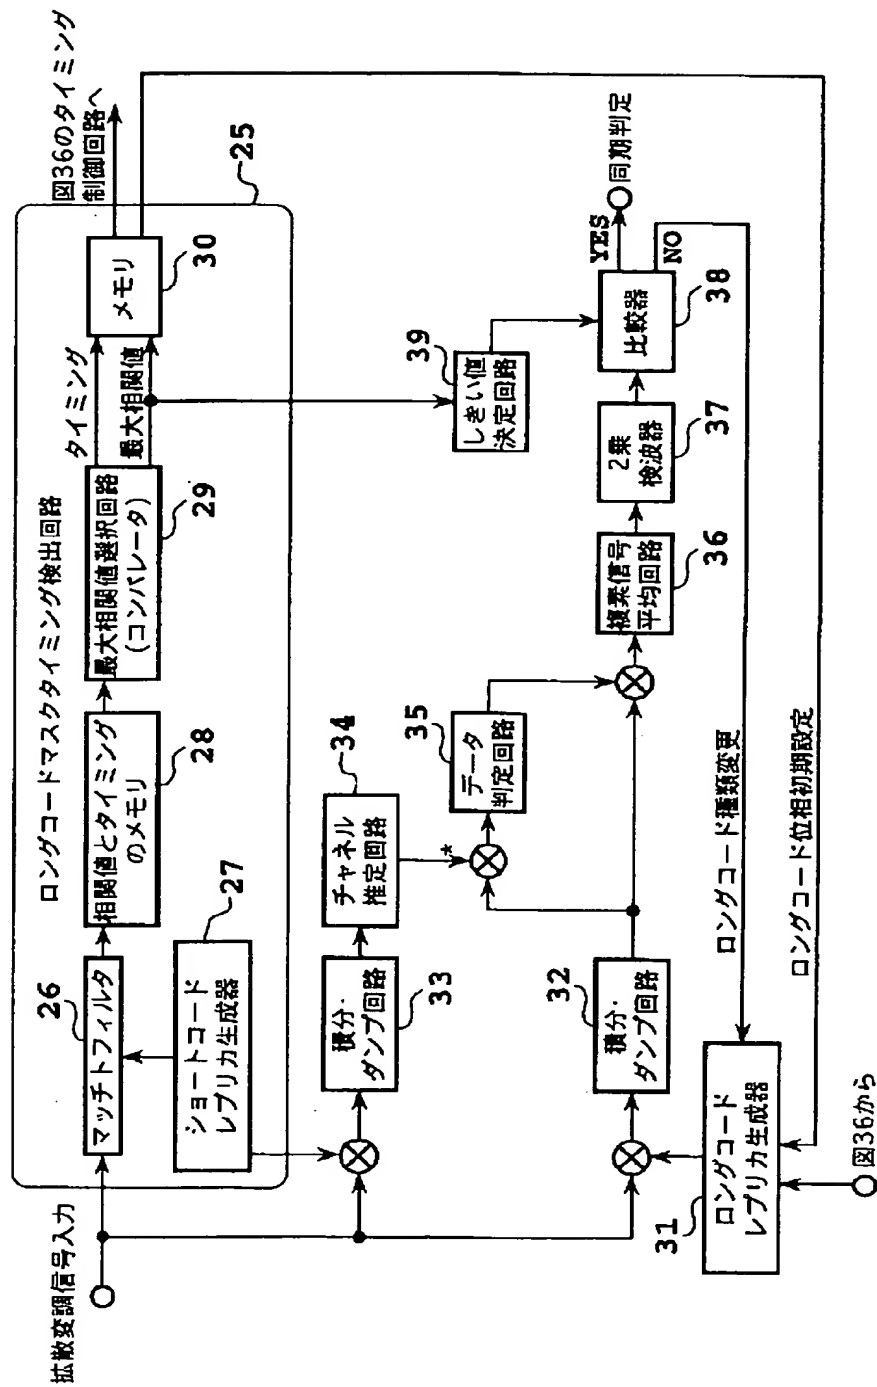 図36のタイミング
制御回路へ
25
ロングコードマスクタイミング検出回路
拡散変調信号入力
マッチトフィルタ
26
相関値とタイミング
のメモリ
28
最大相関値選択回路
(コンパレータ)
29
タイミング
最大相関値
メモリ
30
ショートコード
レプリカ生成器
27
積分・
ダンプ回路
33
チャネル
推定回路
34
*
データ
判定回路
35
しきい値
決定回路
39
積分・
ダンプ回路
32
複素信号
平均回路
36
2乗
検波器
37
比較器
38
YES
NO
同期判定
ロングコード
レプリカ生成器
31
ロングコード種類変更
ロングコード位相初期設定
図36から